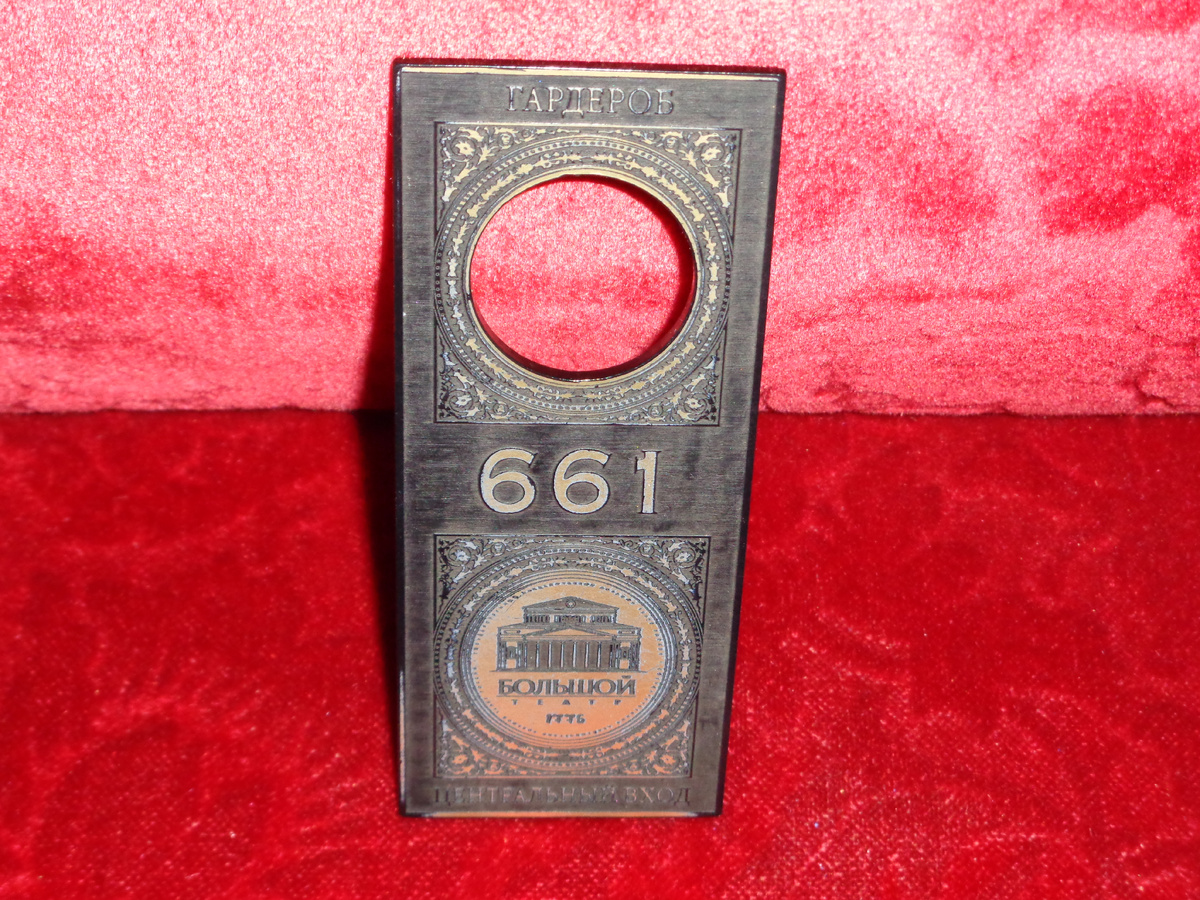 ГАРДЕРОБ
661
БОЛЬШОЙ
ТЕАТР
1776
ЦЕНТРАЛЬНЫЙ ВХОД